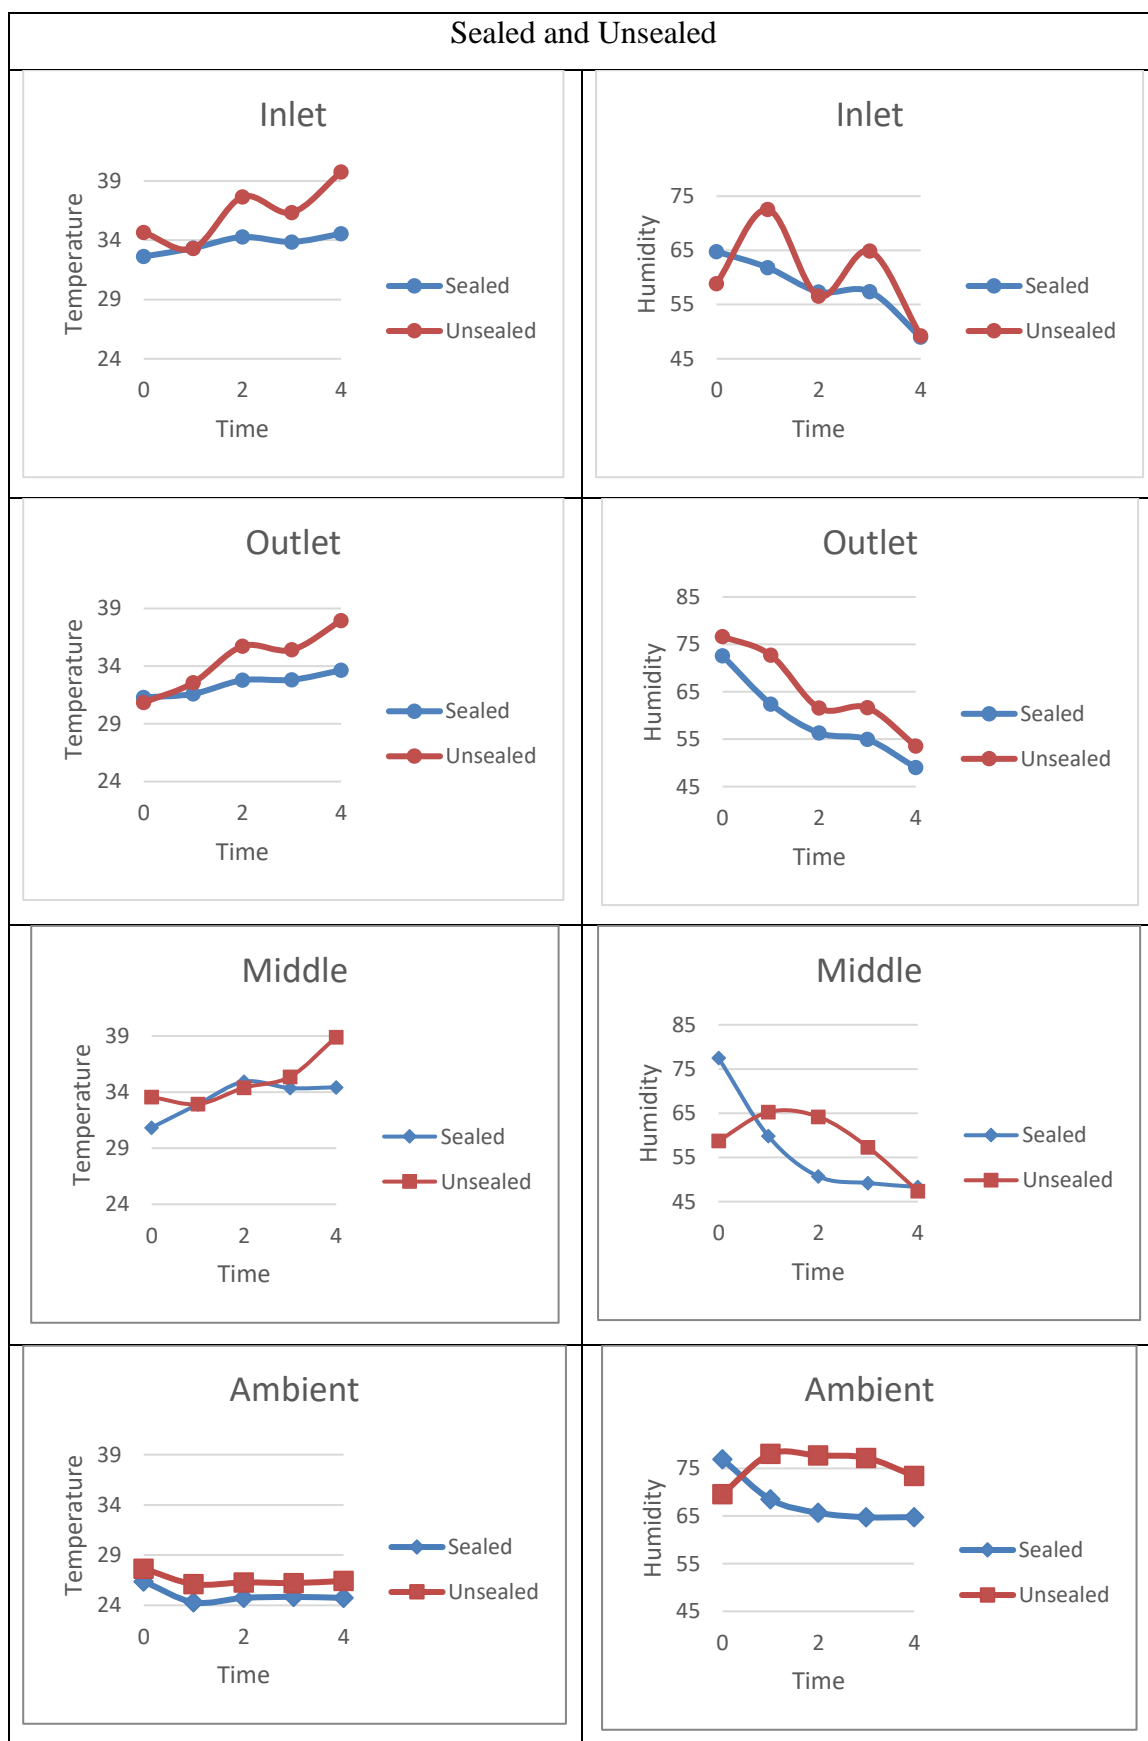 Sealed and Unsealed
Inlet
Temperature
39
34
29
24
0 2 4
Time
Sealed
Unsealed
Inlet
Humidity
75
65
55
45
0 2 4
Time
Sealed
Unsealed
Outlet
Temperature
39
34
29
24
0 2 4
Time
Sealed
Unsealed
Outlet
Humidity
85
75
65
55
45
0 2 4
Time
Sealed
Unsealed
Middle
Temperature
39
34
29
24
0 2 4
Time
Sealed
Unsealed
Middle
Humidity
85
75
65
55
45
0 2 4
Time
Sealed
Unsealed
Ambient
Temperature
39
34
29
24
0 2 4
Time
Sealed
Unsealed
Ambient
Humidity
75
65
55
45
0 2 4
Time
Sealed
Unsealed